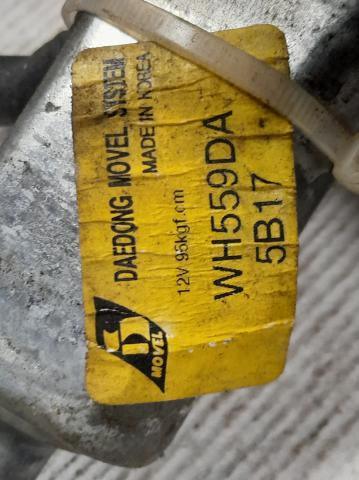 DAEDONG MOVEL SYSTEM
MADE IN KOREA
12V 95kgf.cm
WH559DA
5B17
MOVEL